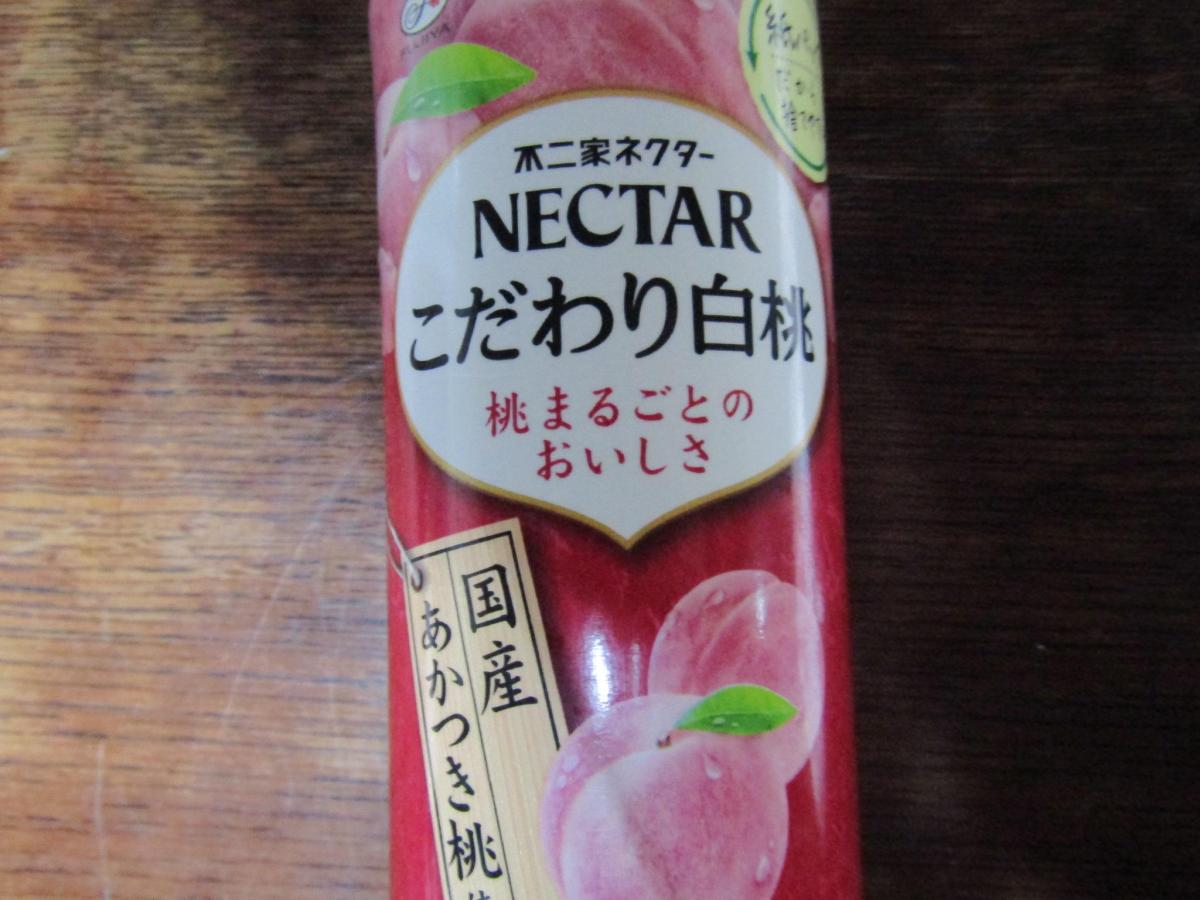 FUJIYA
不二家ネクター
NECTAR
こだわり白桃
桃まるごとの
おいしさ
国産
あかつき桃